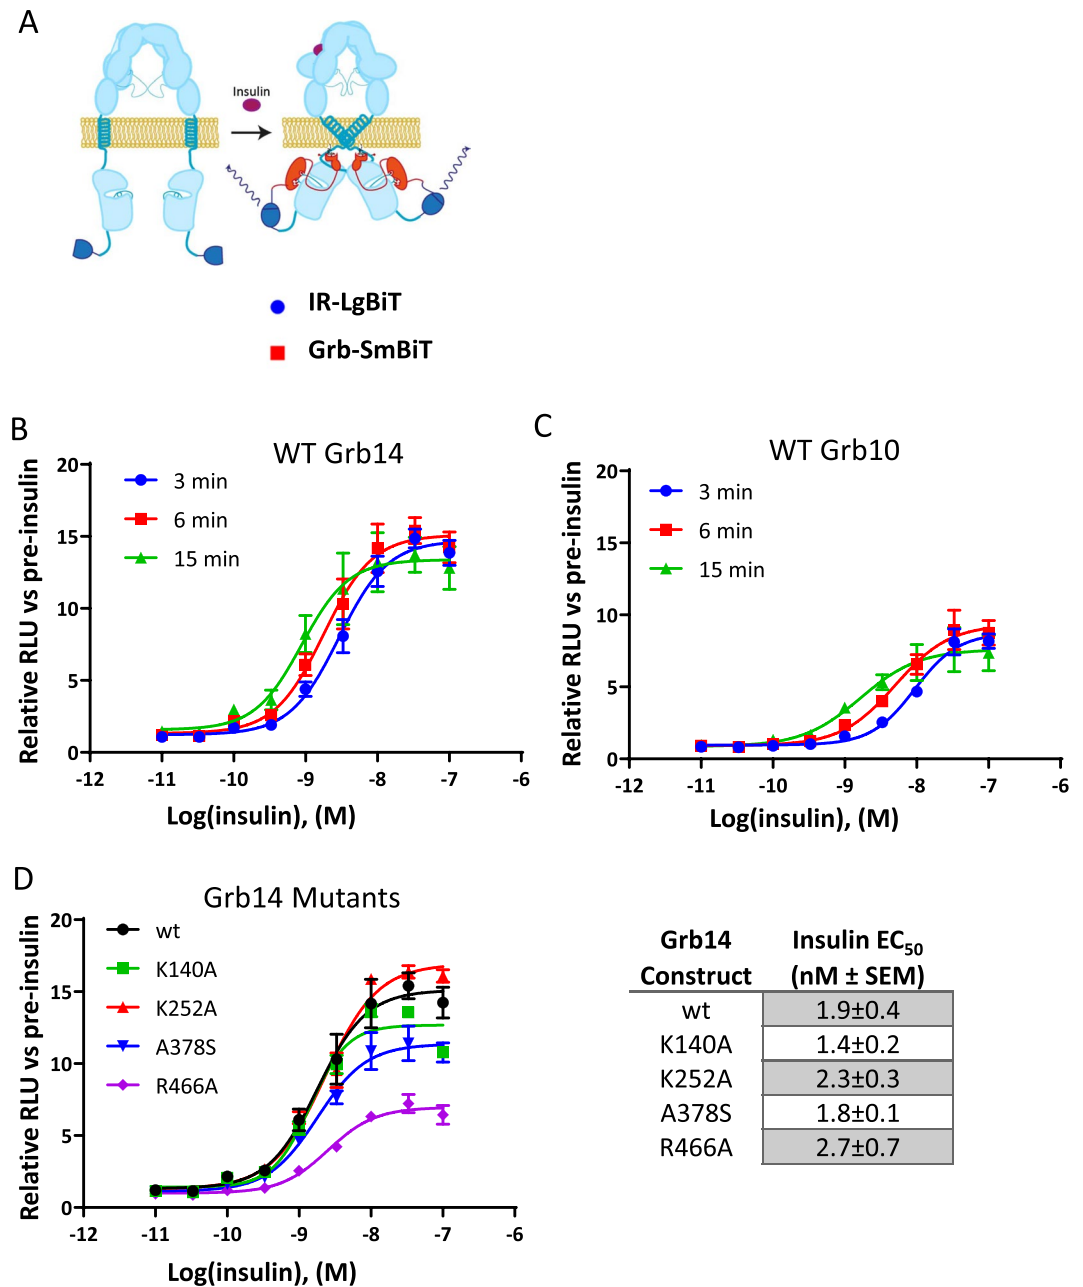 A
Insulin
IR-LgBiT
Grb-SmBiT
B
WT Grb14
Relative RLU vs pre-insulin
20
15
10
5
0
3 min
6 min
15 min
-12 -11 -10 -9 -8 -7 -6
Log(insulin), (M)
C
WT Grb10
Relative RLU vs pre-insulin
20
15
10
5
0
3 min
6 min
15 min
-12 -11 -10 -9 -8 -7 -6
Log(insulin), (M)
D
Grb14 Mutants
Relative RLU vs pre-insulin
20
15
10
5
0
wt
K140A
K252A
A378S
R466A
-12 -11 -10 -9 -8 -7 -6
Log(insulin), (M)
Grb14 Insulin EC50
Construct (nM ± SEM)
wt 1.9±0.4
K140A 1.4±0.2
K252A 2.3±0.3
A378S 1.8±0.1
R466A 2.7±0.7